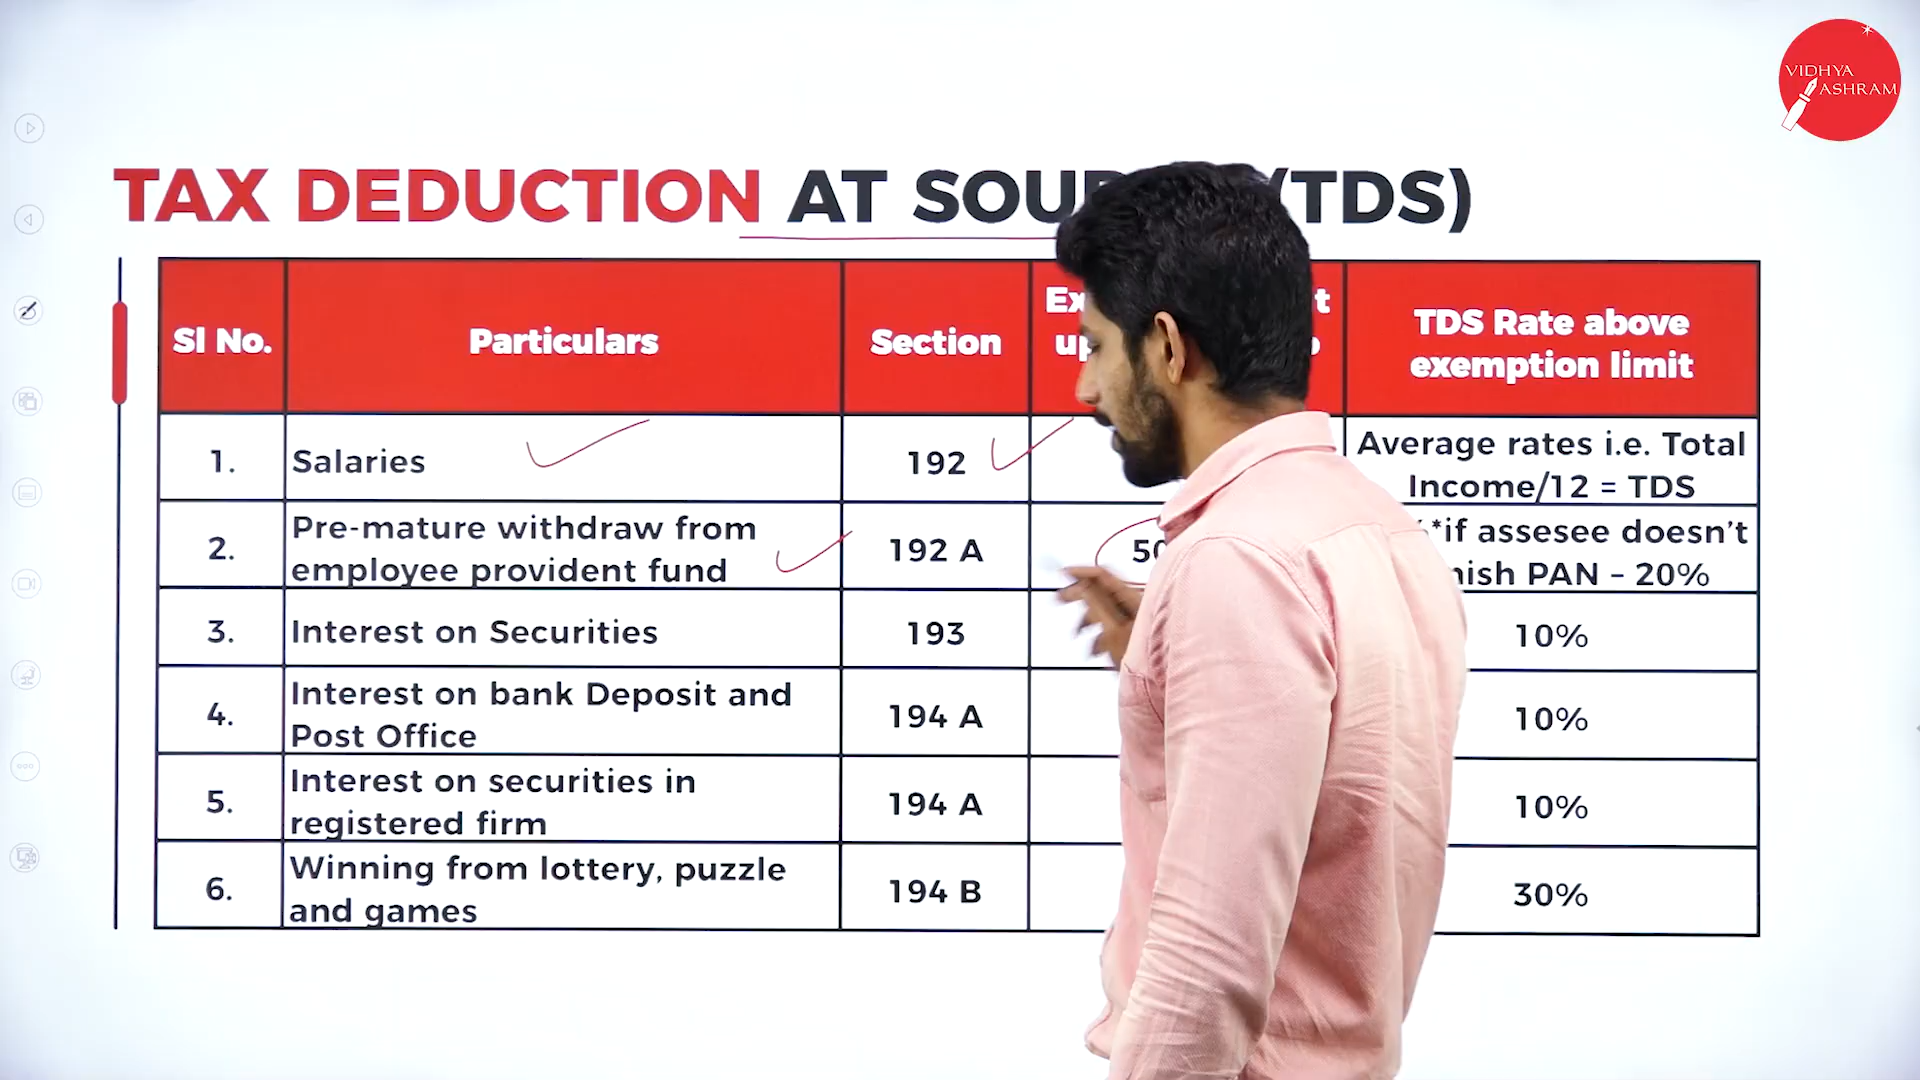 VIDHYA
ASHRAM
TAX DEDUCTION AT (TDS)
Sl No.
Particulars
Section
TDS Rate above
exemption limit
1.
Salaries
192
Average rates i.e. Total
Income/12 = TDS
2.
Pre-mature withdraw from
employee provident fund
192 A
*if assesee doesn't
PAN – 20%
3.
Interest on Securities
193
10%
4.
Interest on bank Deposit and
Post Office
194 A
10%
5.
Interest on securities in
registered firm
194 A
10%
6.
Winning from lottery, puzzle
and games
194 B
30%